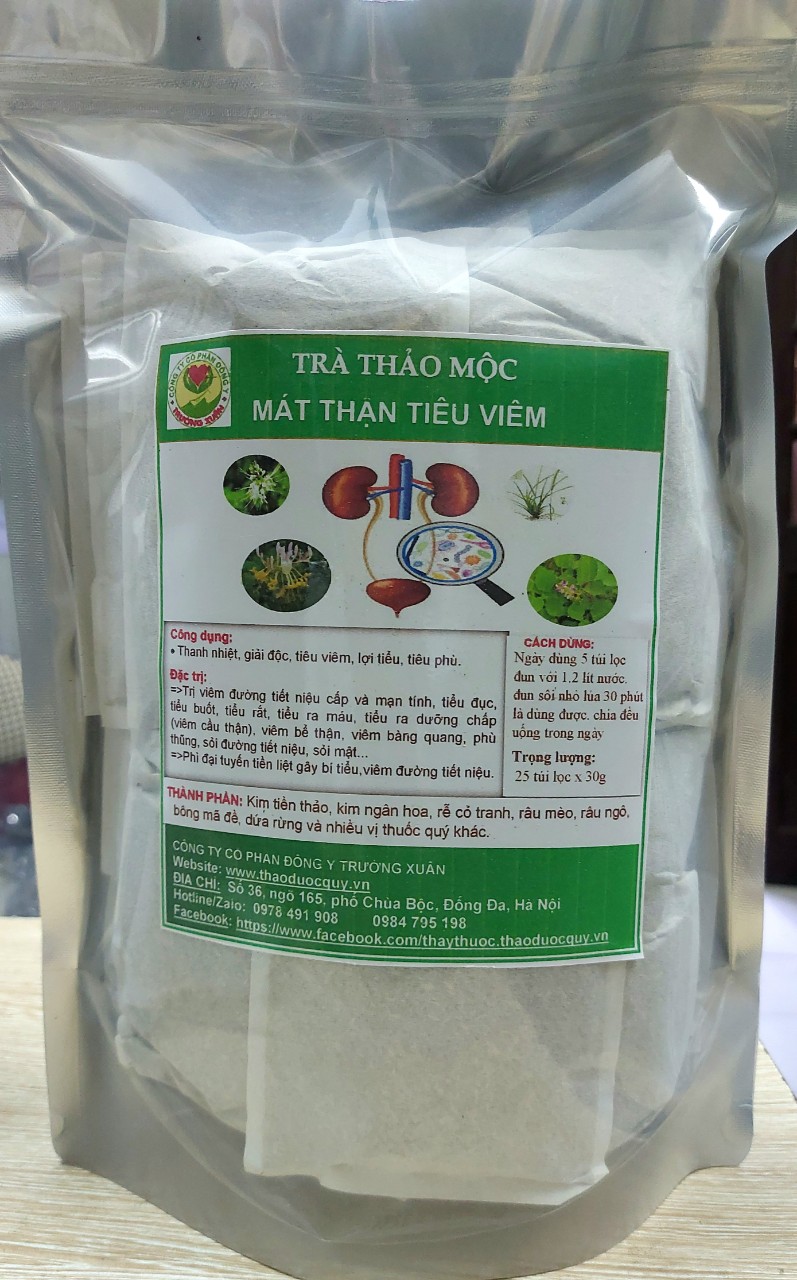 CÔNG TY CỔ PHẦN ĐÔNG Y
TRƯỜNG XUÂN
TRÀ THẢO MỘC
MÁT THẬN TIÊU VIÊM
Công dụng:
• Thanh nhiệt, giải độc, tiêu viêm, lợi tiểu, tiêu phù.
Đặc trị:
=>Trị viêm đường tiết niệu cấp và mạn tính, tiểu đục,
tiểu buốt, tiểu rắt, tiểu ra máu, tiểu ra dưỡng chấp
(viêm cầu thận), viêm bể thận, viêm bàng quang, phù
thũng, sỏi đường tiết niệu, sỏi mật...
=>Phì đại tuyến tiền liệt gây bí tiểu,viêm đường tiết niệu.
CÁCH DÙNG:
Ngày dùng 5 túi lọc
đun với 1.2 lít nước.
đun sôi nhỏ lửa 30 phút
là dùng được. chia đều
uống trong ngày
Trọng lượng:
25 túi lọc x 30g
THÀNH PHẦN: Kim tiền thảo, kim ngân hoa, rễ cỏ tranh, râu mèo, râu ngô,
bông mã đề, dứa rừng và nhiều vị thuốc quý khác.
CÔNG TY CỔ PHẦN ĐÔNG Y TRƯỜNG XUÂN
Website: www.thaoduocquy.vn
ĐỊA CHỈ: Số 36, ngõ 165, phố Chùa Bộc, Đống Đa, Hà Nội
Hotline/Zalo: 0978 491 908 0984 795 198
Facebook: https://www.facebook.com/thaythuoc.thaoduocquy.vn